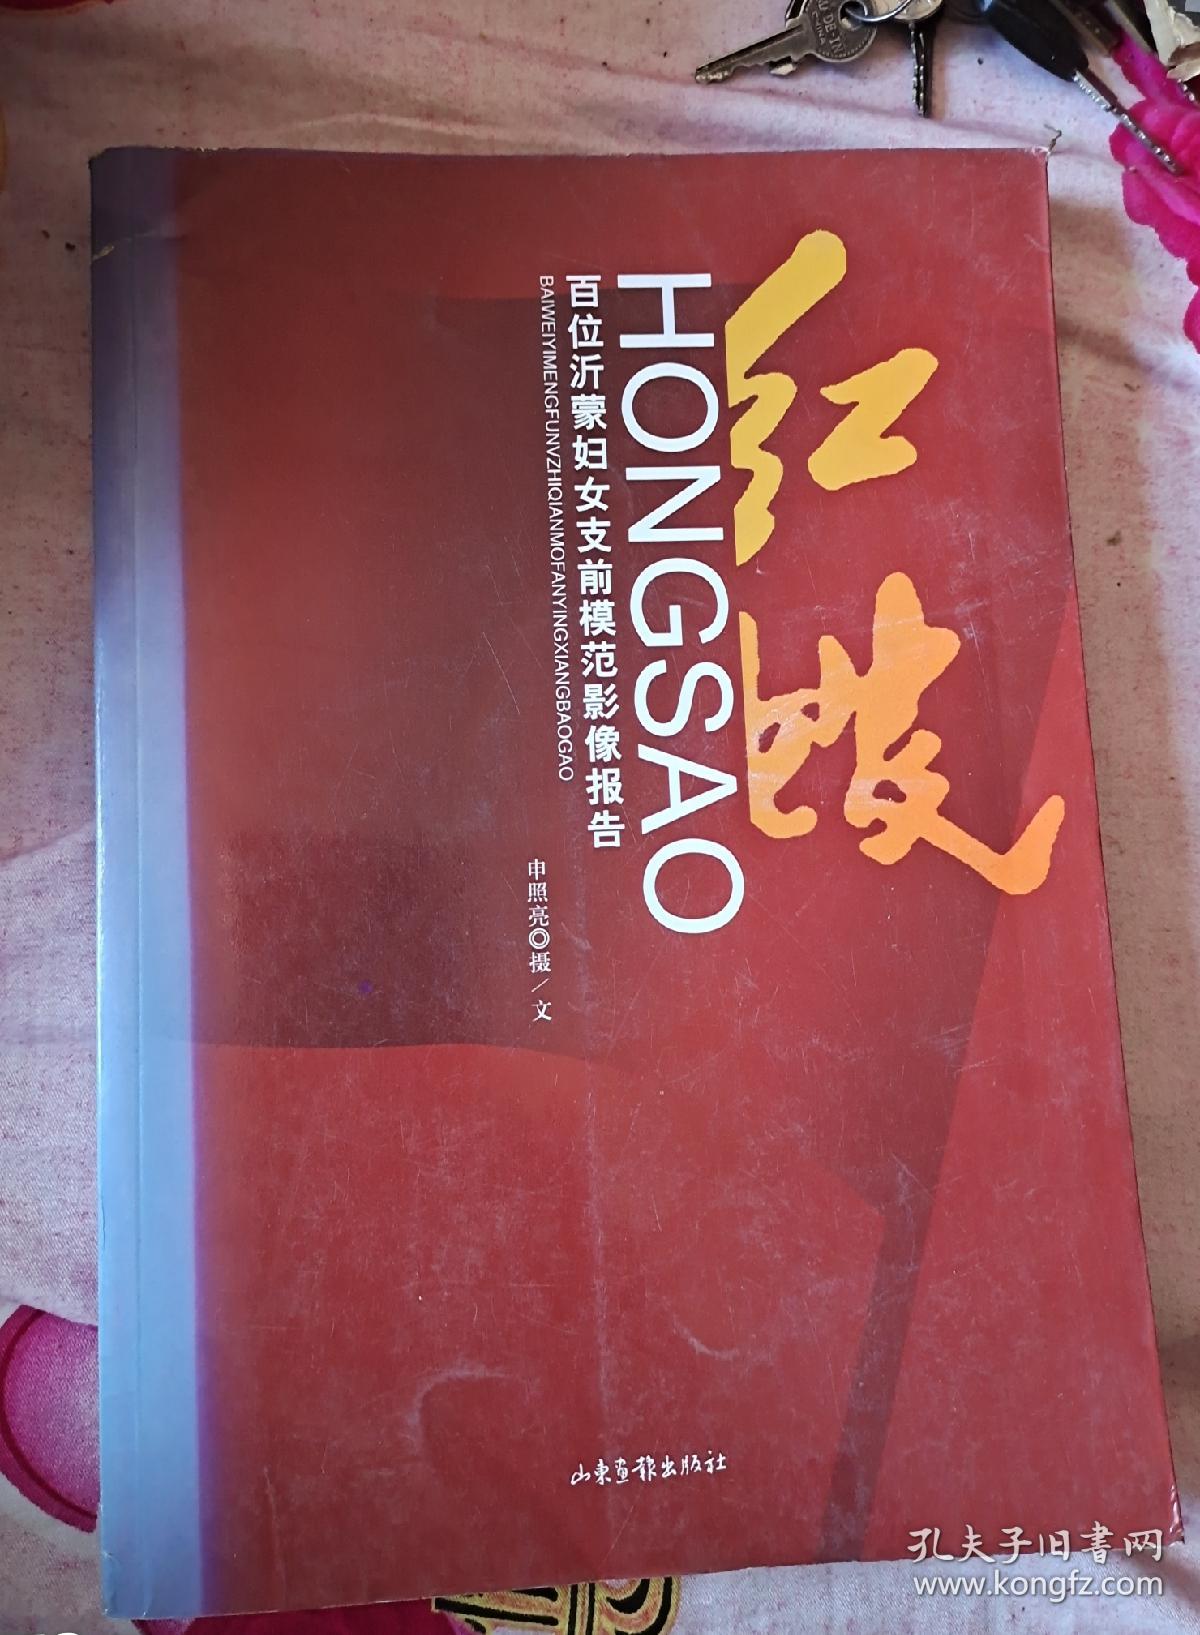 红嫂
HONGSAO
百位沂蒙妇女支前模范影像报告
BAIWEIYIMENGFUNVZHIQIANMOFANYINGXIANGBAOGAO
申照亮◎摄/文
山东画报出版社
孔夫子旧书网
www.kongfz.com